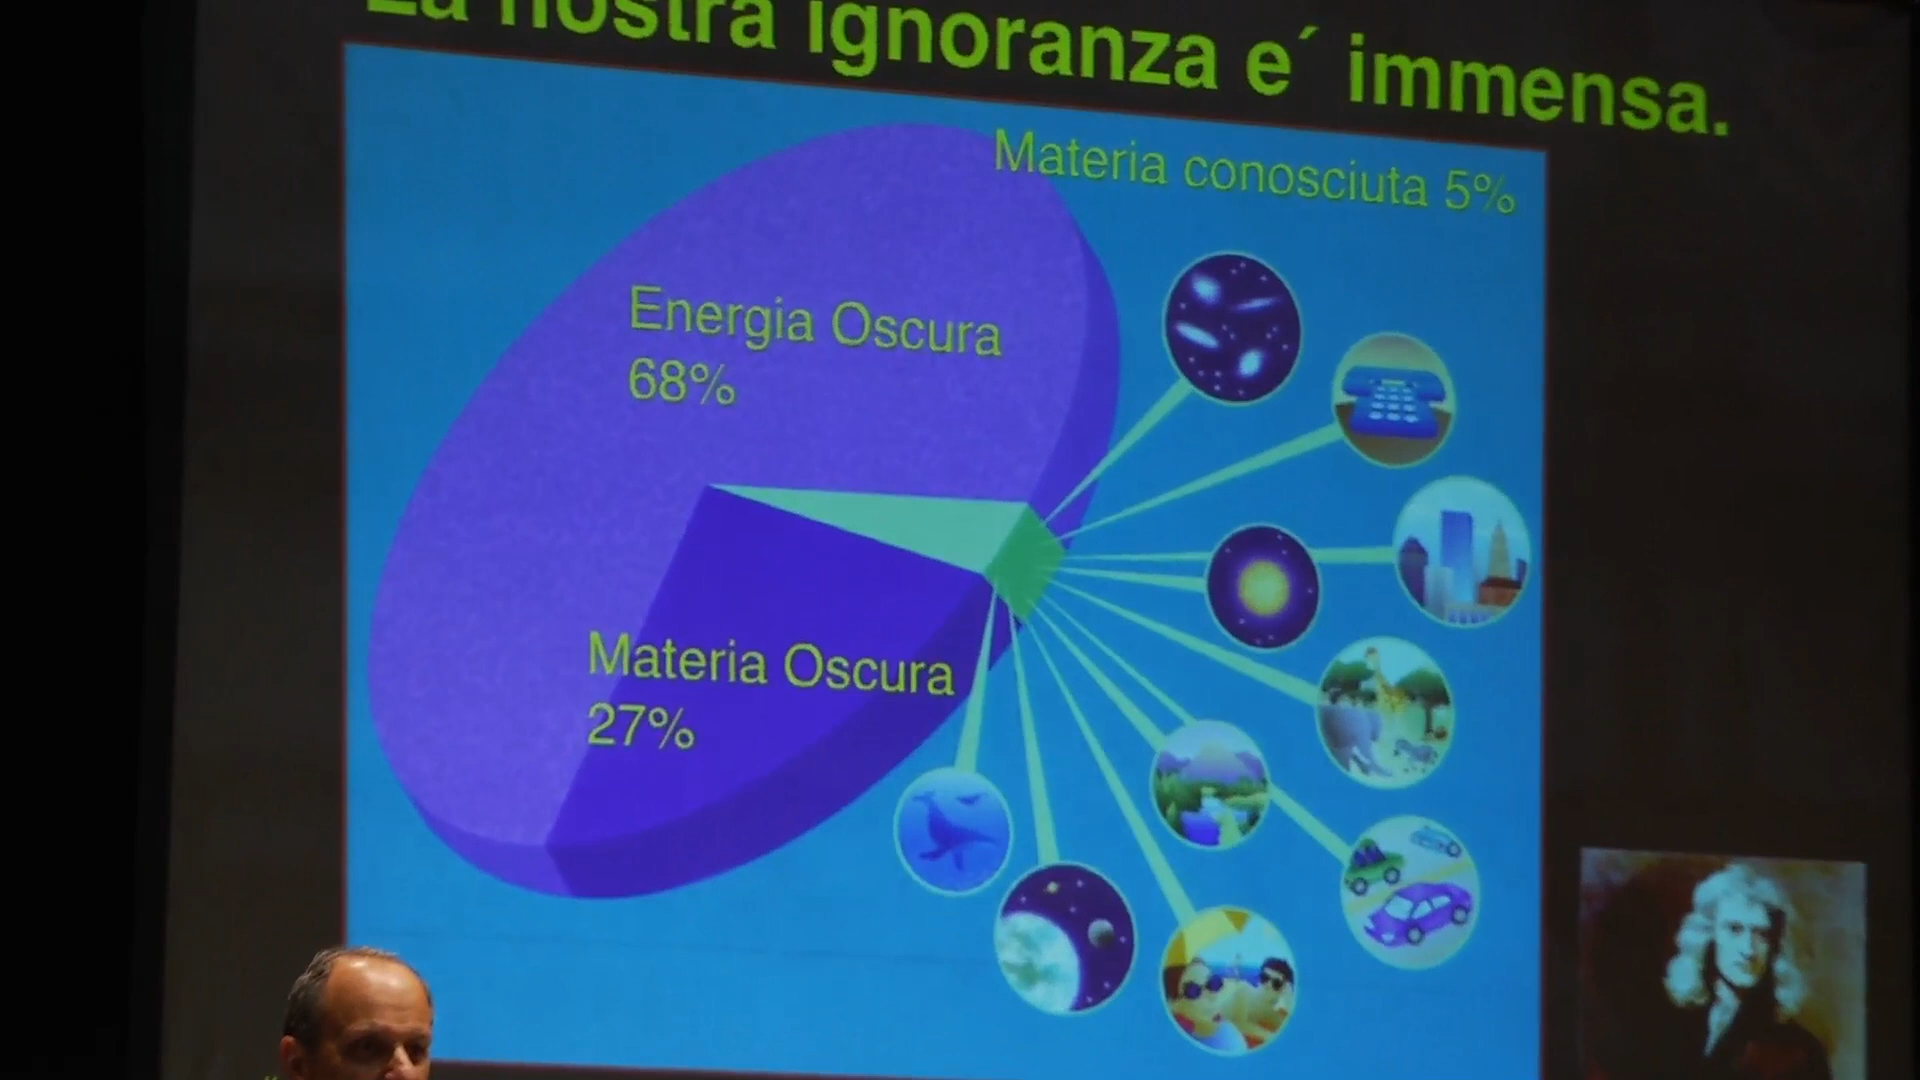 La nostra ignoranza e´ immensa.
Materia conosciuta 5%
Energia Oscura
68%
Materia Oscura
27%